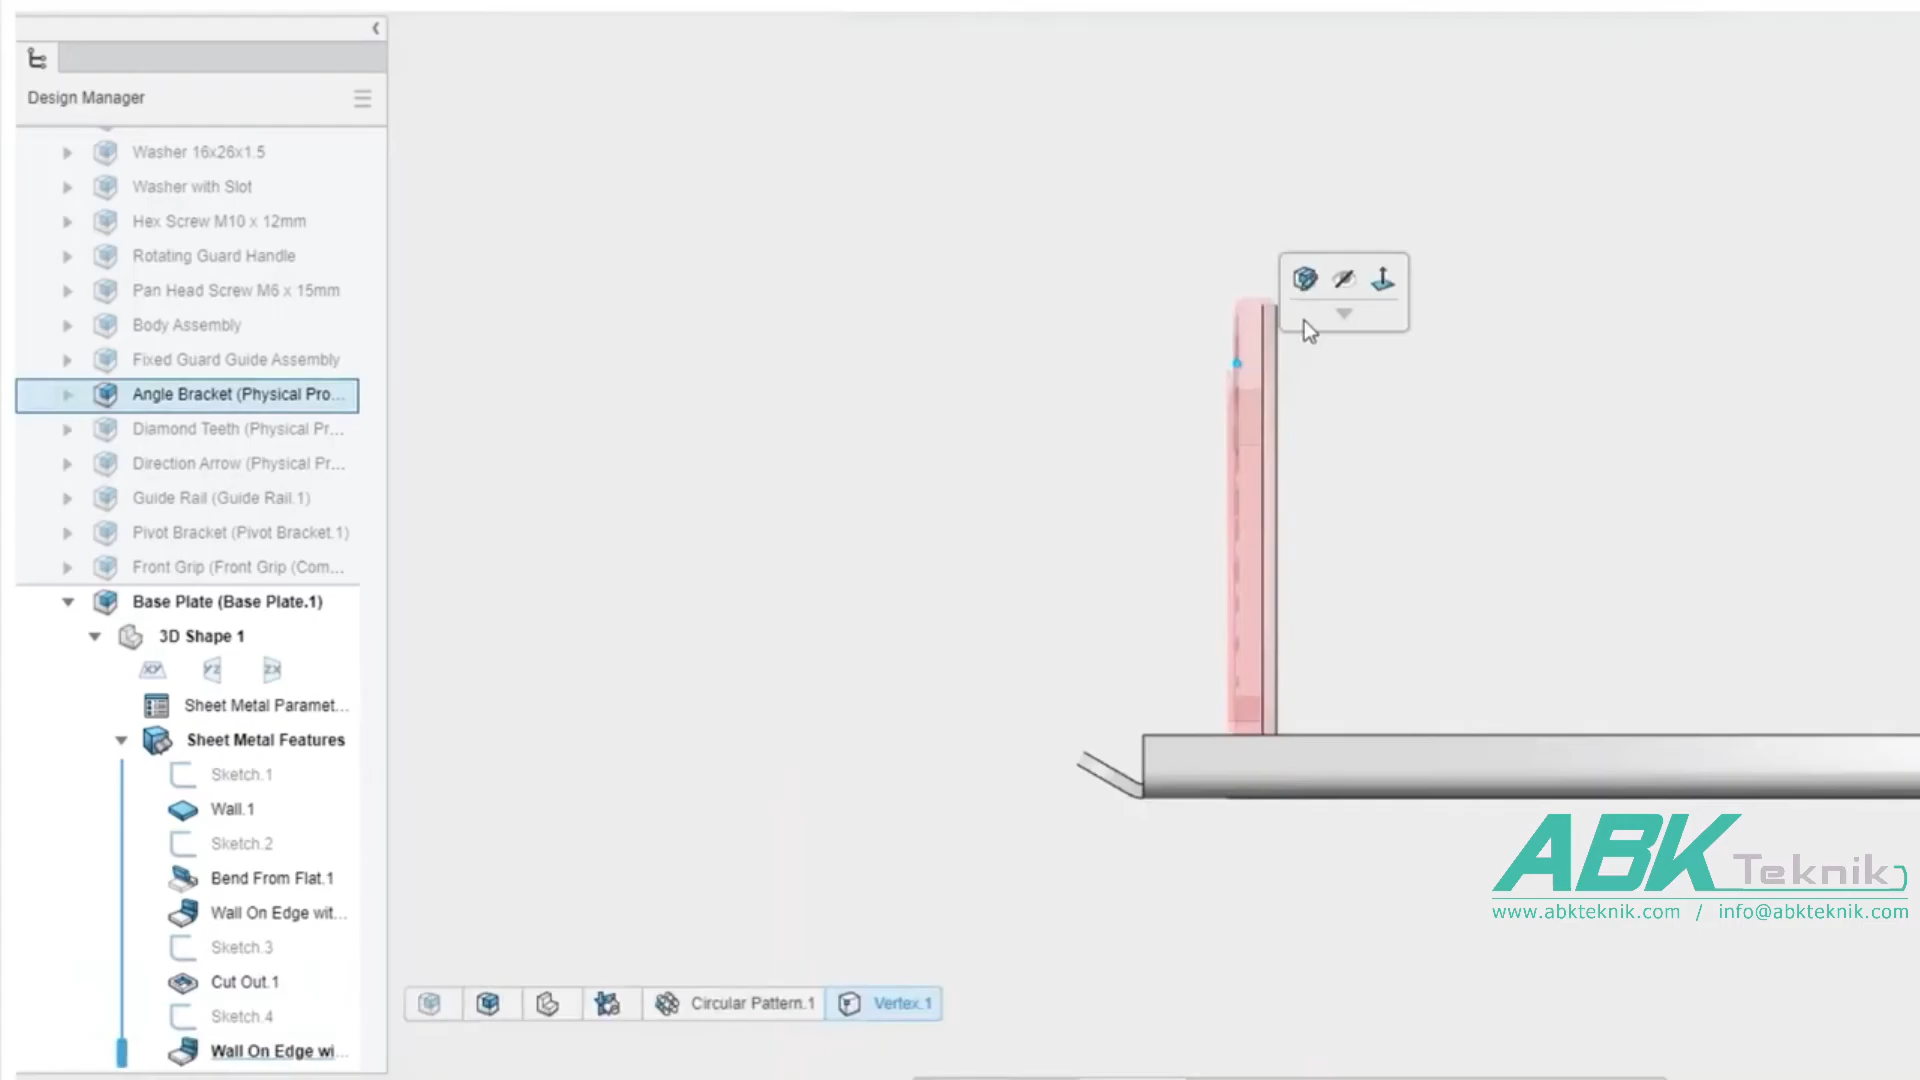 Design Manager
Washer 16x26x1.5
Washer with Slot
Hex Screw M10 x 12mm
Rotating Guard Handle
Pan Head Screw M6 x 15mm
Body Assembly
Fixed Guard Guide Assembly
Angle Bracket (Physical Pro...
Diamond Teeth (Physical Pr...
Direction Arrow (Physical Pr...
Guide Rail (Guide Rail.1)
Pivot Bracket (Pivot Bracket.1)
Front Grip (Front Grip (Com...
Base Plate (Base Plate.1)
3D Shape 1
XY YZ ZX
Sheet Metal Paramet...
Sheet Metal Features
Sketch.1
Wall.1
Sketch.2
Bend From Flat.1
Wall On Edge wit...
Sketch.3
Cut Out.1
Sketch.4
Wall On Edge wi...
Circular Pattern.1
Vertex.1
ABK Teknik
www.abkteknik.com / info@abkteknik.com